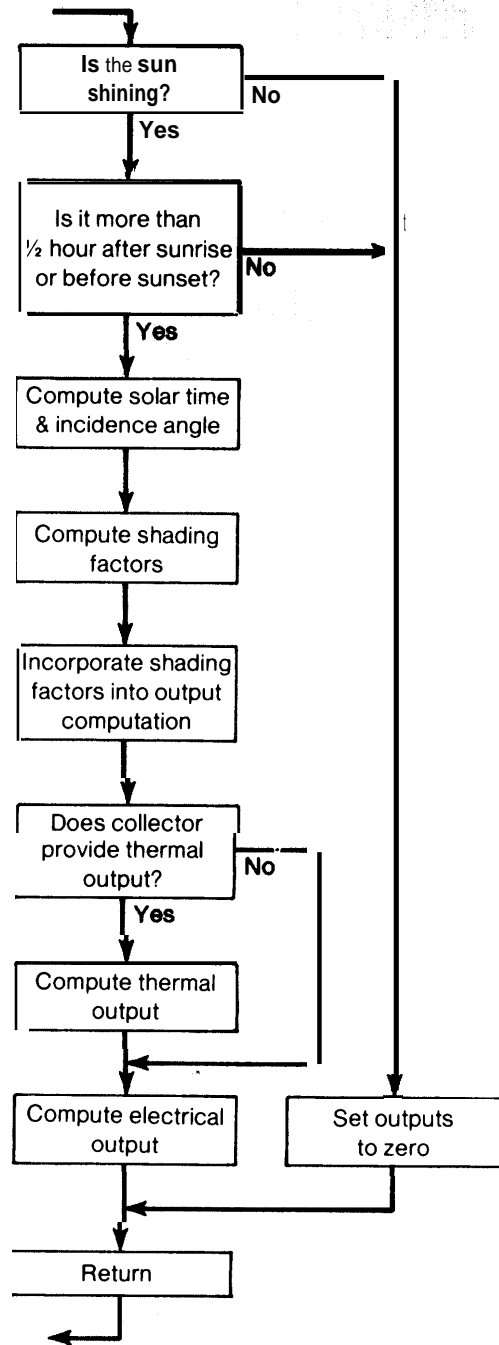 Is the sun
shining?
No
Yes
Is it more than
½ hour after sunrise
or before sunset?
No
Yes
Compute solar time
& incidence angle
Compute shading
factors
Incorporate shading
factors into output
computation
Does collector
provide thermal
output?
No
Yes
Compute thermal
output
Compute electrical
output
Set outputs
to zero
Return